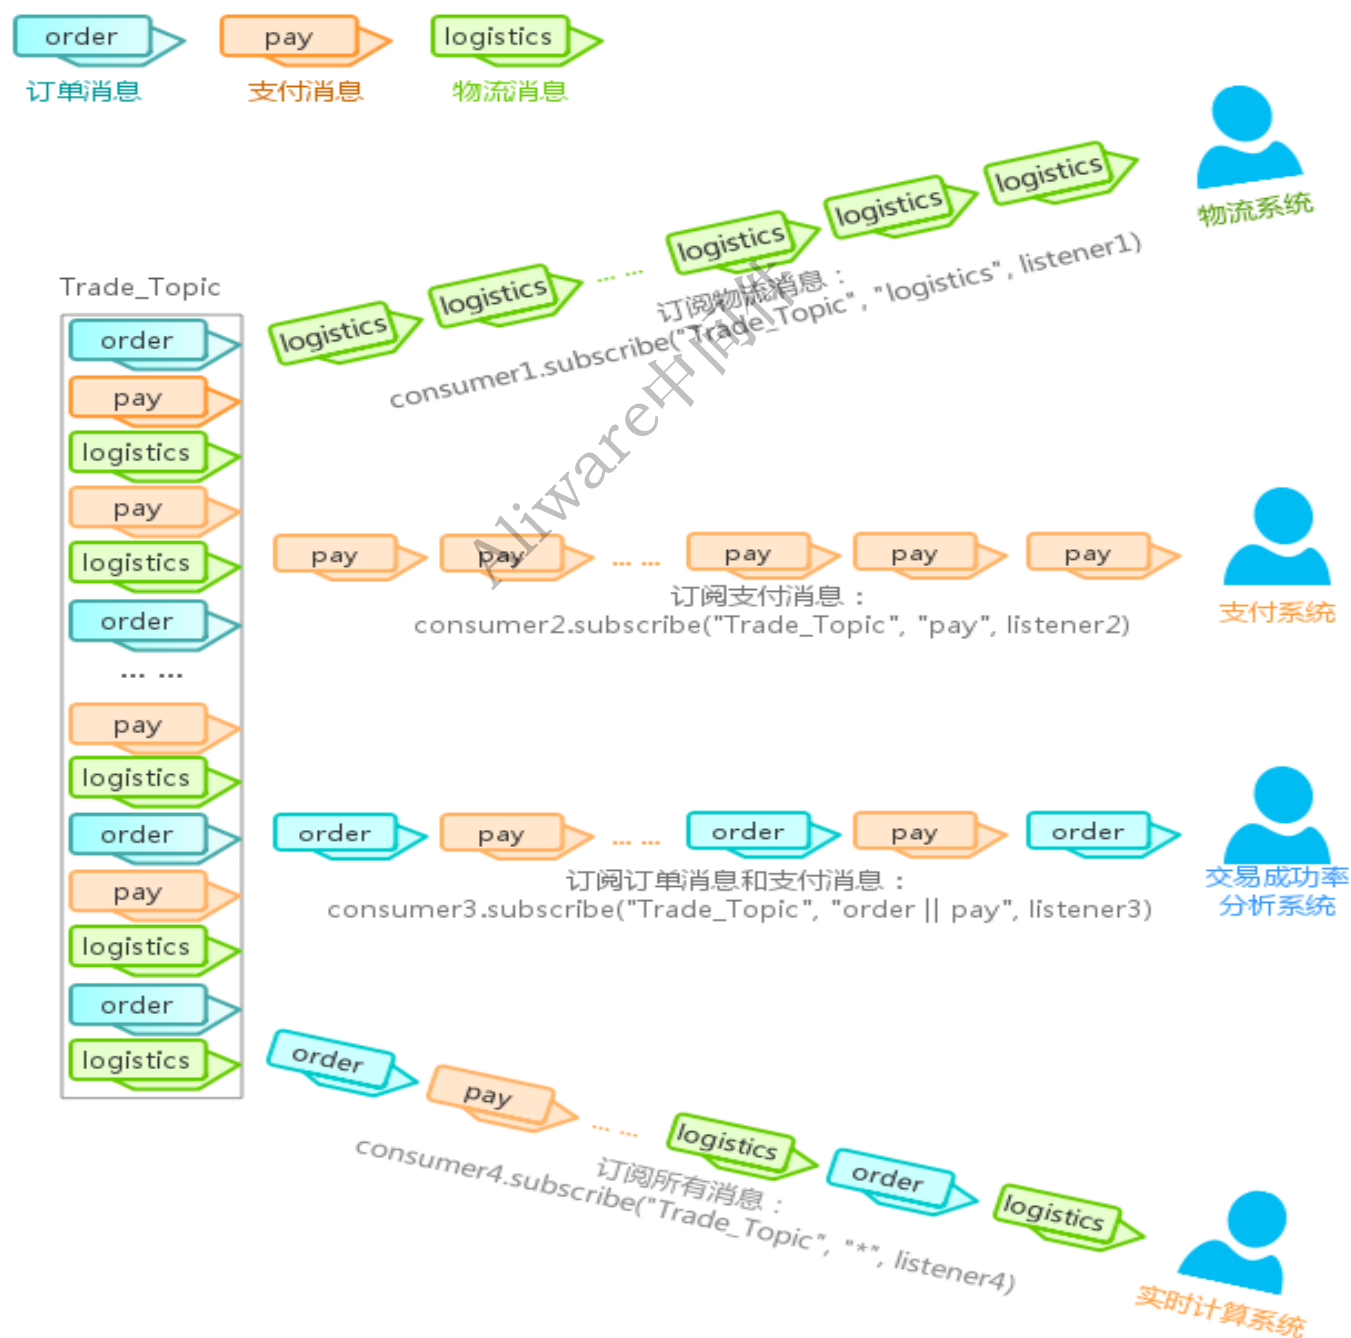 order
pay
logistics
订单消息
支付消息
物流消息
Trade_Topic
order
pay
logistics
pay
logistics
order
... ...
pay
logistics
order
pay
logistics
order
logistics
logistics
logistics
... ...
logistics
logistics
logistics
订阅物流消息：
consumer1.subscribe("Trade_Topic", "logistics", listener1)
物流系统
pay
pay
... ...
pay
pay
pay
订阅支付消息：
consumer2.subscribe("Trade_Topic", "pay", listener2)
支付系统
order
pay
... ...
order
pay
order
订阅订单消息和支付消息：
consumer3.subscribe("Trade_Topic", "order || pay", listener3)
交易成功率
分析系统
order
pay
... ...
logistics
order
logistics
订阅所有消息：
consumer4.subscribe("Trade_Topic", "*", listener4)
实时计算系统
Aliware中间件